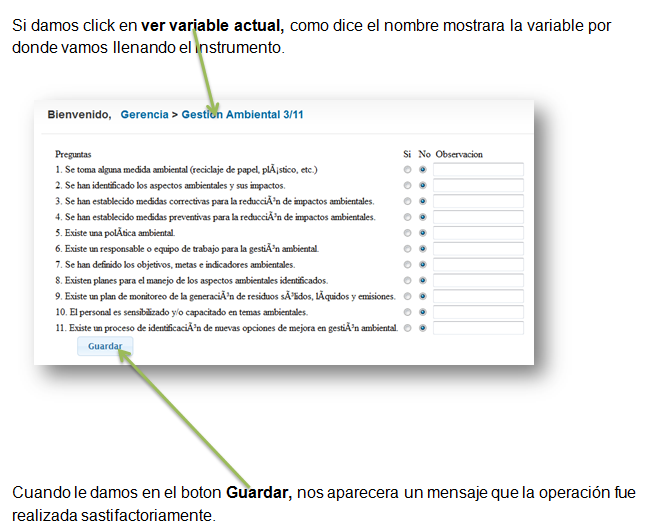 Si damos click en ver variable actual, como dice el nombre mostrara la variable por
donde vamos llenando el instrumento.
Bienvenido, Gerencia > Gestión Ambiental 3/11
Preguntas Si No Observacion
1. Se toma alguna medida ambiental (reciclaje de papel, plÃ¡stico, etc.)
2. Se han identificado los aspectos ambientales y sus impactos.
3. Se han establecido medidas correctivas para la reducciÃ³n de impactos ambientales.
4. Se han establecido medidas preventivas para la reducciÃ³n de impactos ambientales.
5. Existe una polÃtica ambiental.
6. Existe un responsable o equipo de trabajo para la gestiÃ³n ambiental.
7. Se han definido los objetivos, metas e indicadores ambientales.
8. Existen planes para el manejo de los aspectos ambientales identificados.
9. Existe un plan de monitoreo de la generaciÃ³n de residuos sÃ³lidos, lÃquidos y emisiones.
10. El personal es sensibilizado y/o capacitado en temas ambientales.
11. Existe un proceso de identificaciÃ³n de nuevas opciones de mejora en gestiÃ³n ambiental.
Guardar
Cuando le damos en el boton Guardar, nos aparecera un mensaje que la operación fue
realizada sastifactoriamente.